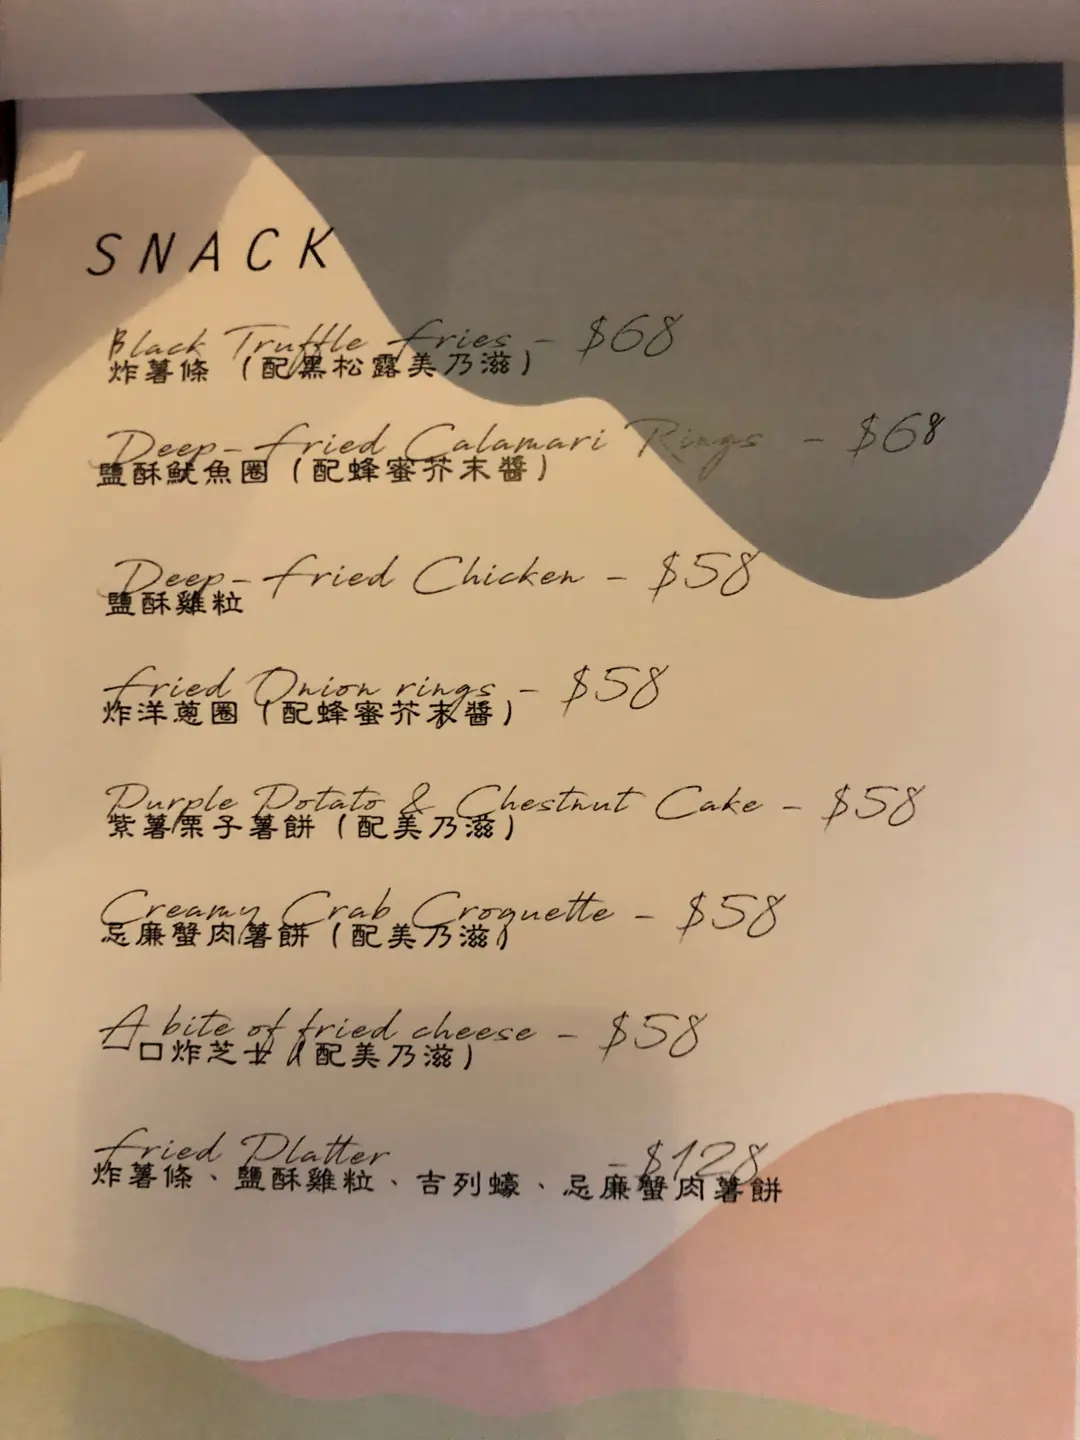 SNACK
Black Truffle fries - $68
炸薯條 (配黑松露美乃滋)
Deep-fried Calamari Rings - $68
鹽酥魷魚圈 (配蜂蜜芥末醬)
Deep-fried Chicken - $58
鹽酥雞粒
fried Onion rings - $58
炸洋蔥圈 (配蜂蜜芥末醬)
Purple Potato & Chestnut Cake - $58
紫薯栗子薯餅 (配美乃滋)
Creamy Crab Croquette - $58
忌廉蟹肉薯餅 (配美乃滋)
A bite of fried cheese - $58
一口炸芝士 (配美乃滋)
fried Platter - $128
炸薯條、鹽酥雞粒、吉列蠔、忌廉蟹肉薯餅